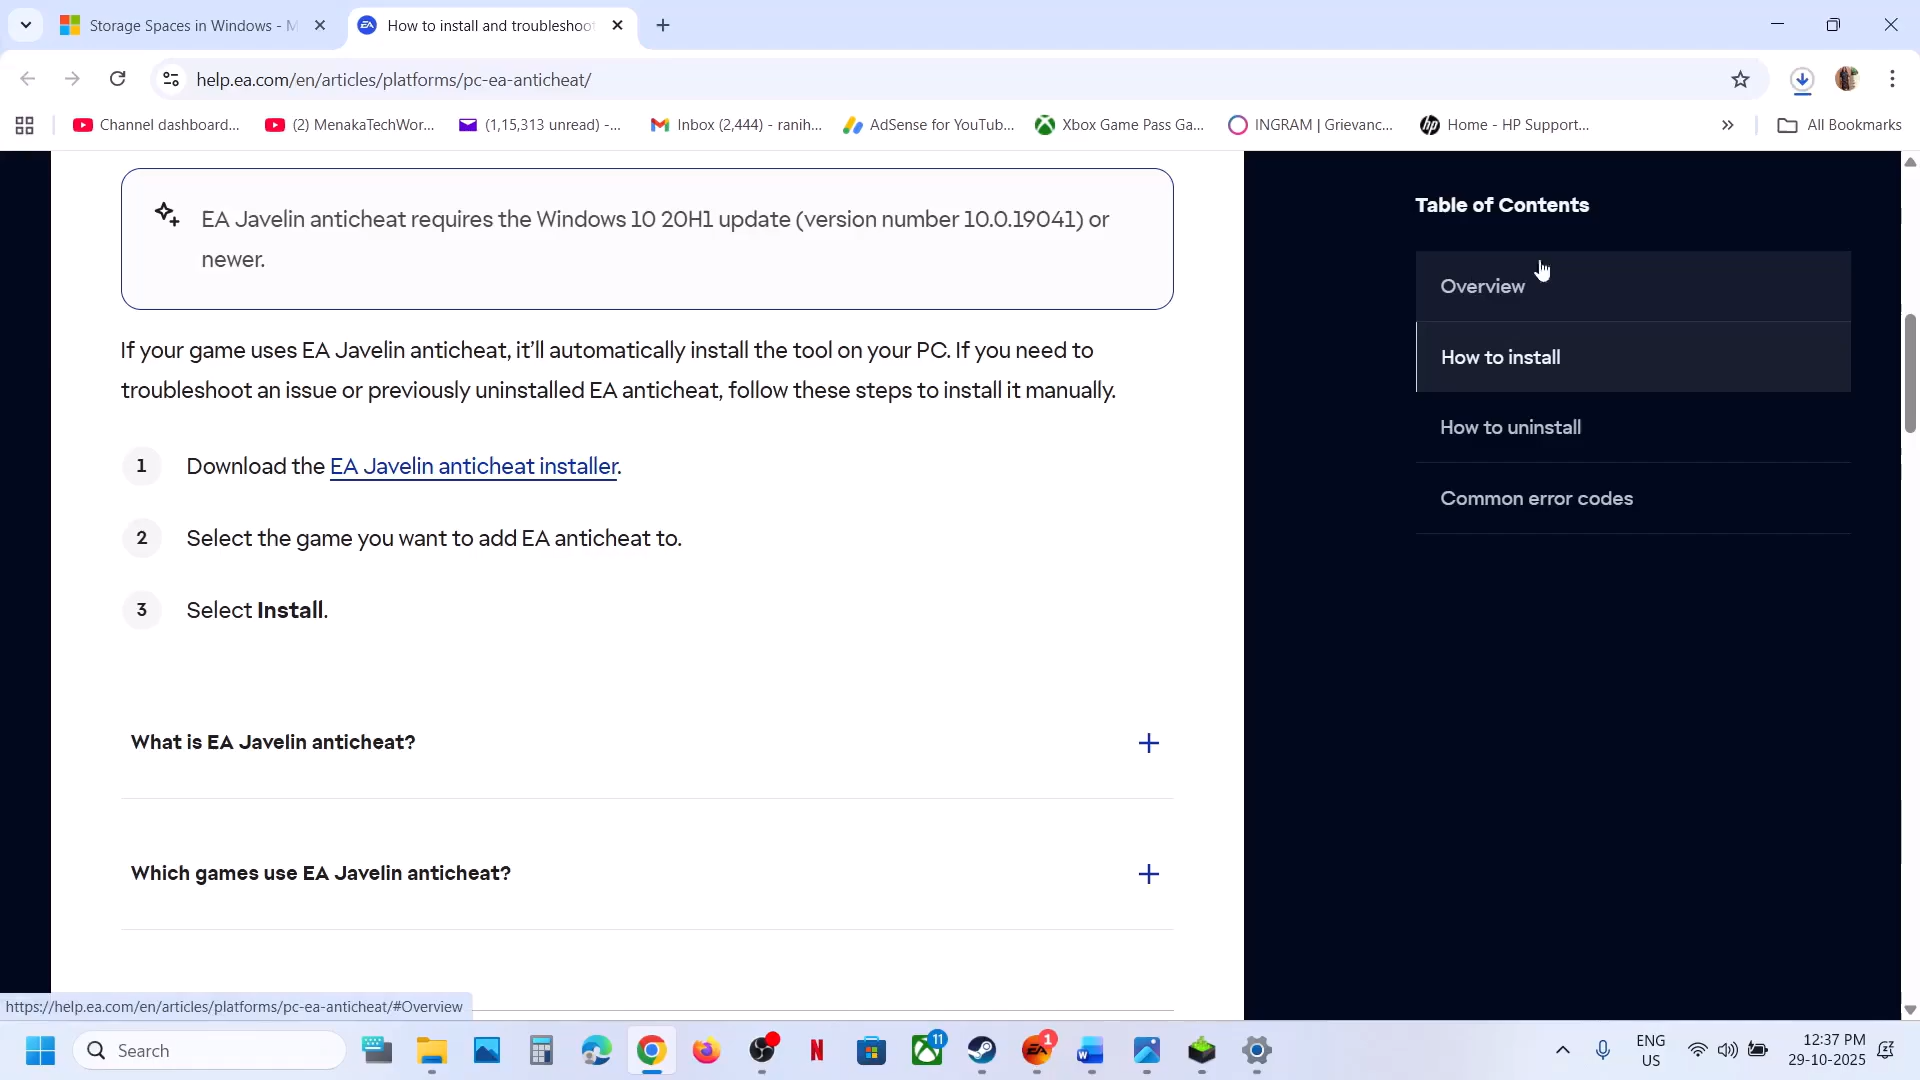 Storage Spaces in Windows - M
How to install and troubleshoot
help.ea.com/en/articles/platforms/pc-ea-anticheat/
Channel dashboard...
(2) MenakaTechWor...
(1,15,313 unread) -...
Inbox (2,444) - ranih...
AdSense for YouTub...
Xbox Game Pass Ga...
INGRAM | Grievanc...
Home - HP Support...
All Bookmarks
EA Javelin anticheat requires the Windows 10 20H1 update (version number 10.0.19041) or
newer.
If your game uses EA Javelin anticheat, it'll automatically install the tool on your PC. If you need to
troubleshoot an issue or previously uninstalled EA anticheat, follow these steps to install it manually.
1 Download the EA Javelin anticheat installer.
2 Select the game you want to add EA anticheat to.
3 Select Install.
What is EA Javelin anticheat?
Which games use EA Javelin anticheat?
Table of Contents
Overview
How to install
How to uninstall
Common error codes
https://help.ea.com/en/articles/platforms/pc-ea-anticheat/#Overview
Search
11
1
ENG
US
12:37 PM
29-10-2025